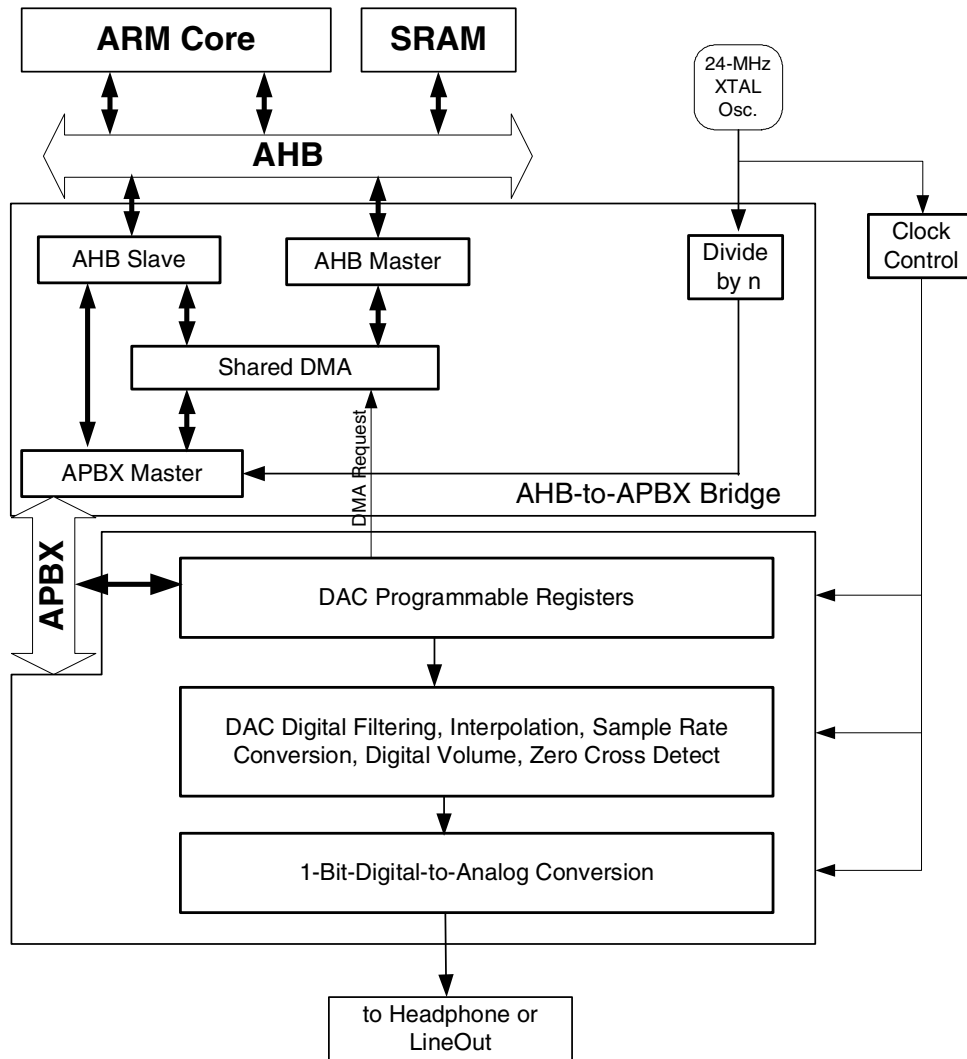 ARM Core
SRAM
24-MHz
XTAL
Osc.
AHB
AHB Slave
AHB Master
Divide
by n
Clock
Control
Shared DMA
DMA Request
APBX Master
AHB-to-APBX Bridge
APBX
DAC Programmable Registers
DAC Digital Filtering, Interpolation, Sample Rate
Conversion, Digital Volume, Zero Cross Detect
1-Bit-Digital-to-Analog Conversion
to Headphone or
LineOut